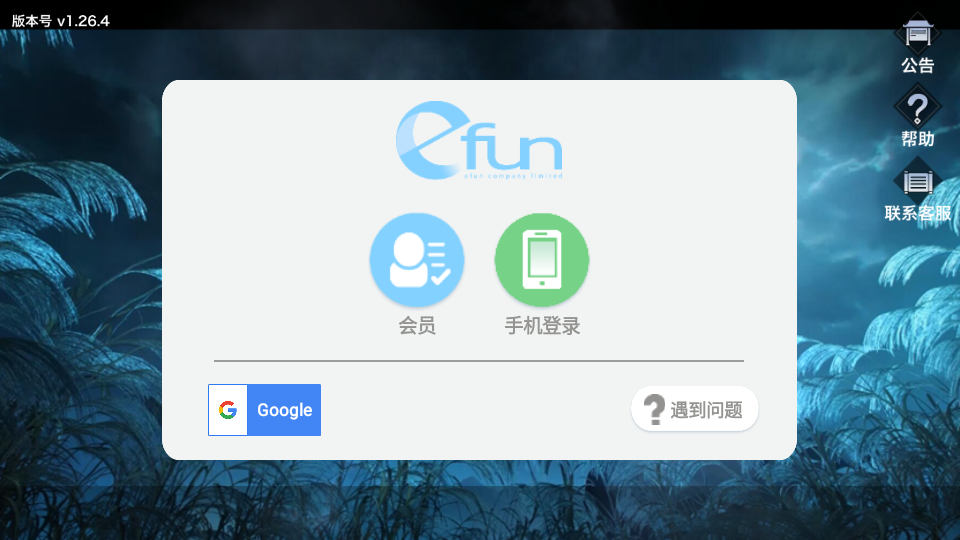 版本号 v1.26.4
公告
帮助
联系客服
efun
efun company limited
会员
手机登录
Google
遇到问题